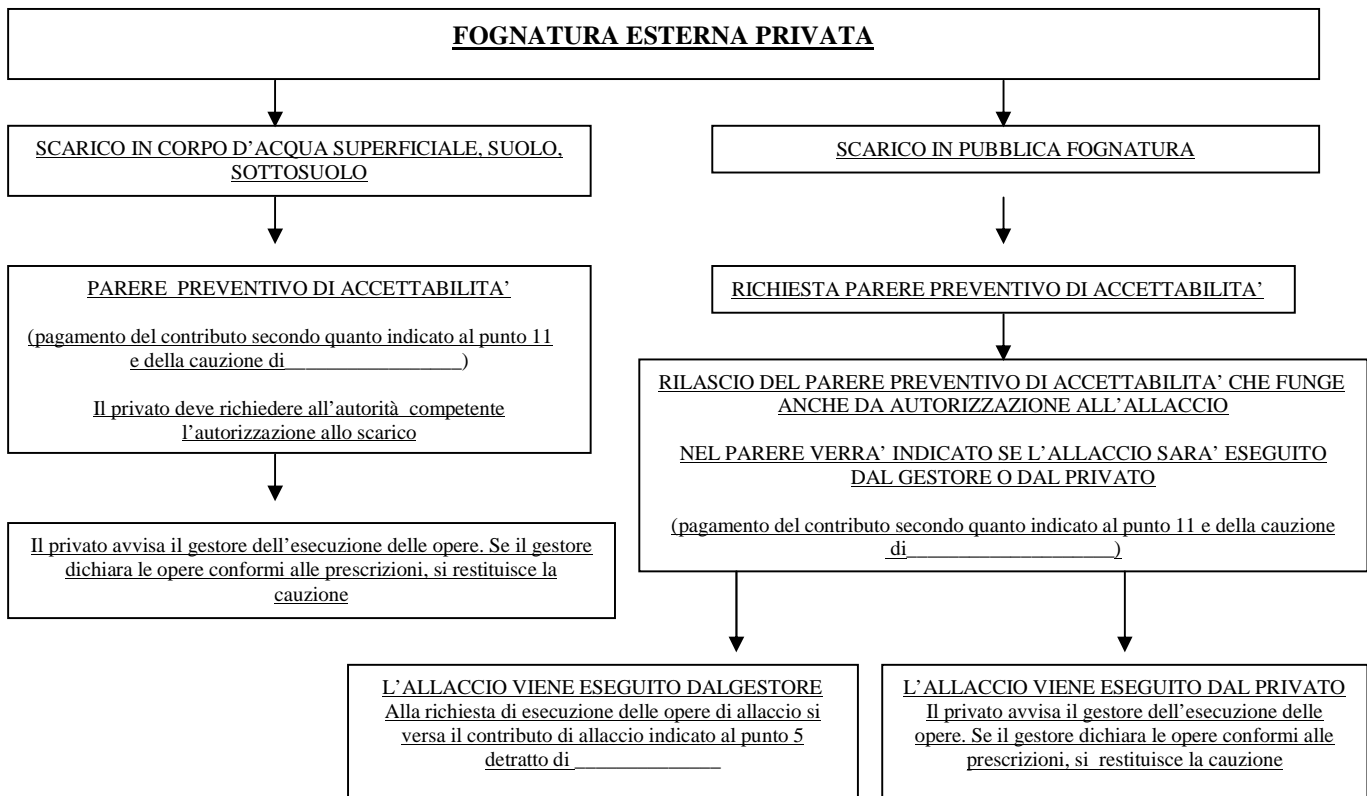 FOGNATURA ESTERNA PRIVATA
SCARICO IN CORPO D'ACQUA SUPERFICIALE, SUOLO,
SOTTOSUOLO
SCARICO IN PUBBLICA FOGNATURA
PARERE PREVENTIVO DI ACCETTABILITA'
(pagamento del contributo secondo quanto indicato al punto 11
e della cauzione di_________________)
Il privato deve richiedere all'autorità competente
l'autorizzazione allo scarico
RICHIESTA PARERE PREVENTIVO DI ACCETTABILITA'
RILASCIO DEL PARERE PREVENTIVO DI ACCETTABILITA' CHE FUNGE
ANCHE DA AUTORIZZAZIONE ALL'ALLACCIO
NEL PARERE VERRA' INDICATO SE L'ALLACCIO SARA' ESEGUITO
DAL GESTORE O DAL PRIVATO
(pagamento del contributo secondo quanto indicato al punto 11 e della cauzione
di_______________________)
Il privato avvisa il gestore dell'esecuzione delle opere. Se il gestore
dichiara le opere conformi alle prescrizioni, si restituisce la
cauzione
L'ALLACCIO VIENE ESEGUITO DALGESTORE
Alla richiesta di esecuzione delle opere di allaccio si
versa il contributo di allaccio indicato al punto 5
detratto di ______________
L'ALLACCIO VIENE ESEGUITO DAL PRIVATO
Il privato avvisa il gestore dell'esecuzione delle
opere. Se il gestore dichiara le opere conformi alle
prescrizioni, si restituisce la cauzione